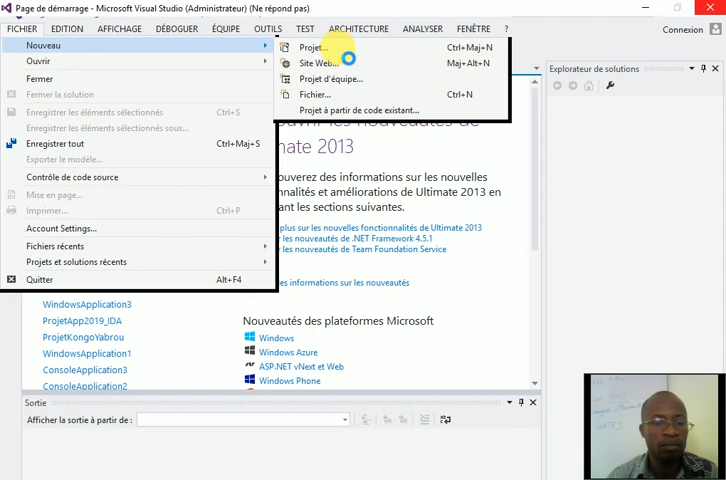 Page de démarrage - Microsoft Visual Studio (Administrateur) (Ne répond pas)
FICHIER EDITION AFFICHAGE DÉBOGUER ÉQUIPE OUTILS TEST ARCHITECTURE ANALYSER FENÊTRE ? Connexion
Nouveau
Ouvrir
Fermer
Fermer la solution
Enregistrer les éléments sélectionnés Ctrl+S
Enregistrer les éléments sélectionnés sous...
Enregistrer tout Ctrl+Maj+S
Exporter le modèle...
Contrôle de code source
Mise en page...
Imprimer... Ctrl+P
Account Settings...
Fichiers récents
Projets et solutions récents
Quitter Alt+F4
Projet... Ctrl+Maj+N
Site Web... Maj+Alt+N
Projet d'équipe...
Fichier... Ctrl+N
Projet à partir de code existant...
Explorateur de solutions
mate 2013
ouverez des informations sur les nouvelles
nnalités et améliorations de Ultimate 2013 en
ant les sections suivantes.
plus sur les nouvelles fonctionnalités de Ultimate 2013
r les nouveautés de .NET Framework 4.5.1
r les nouveautés de Team Foundation Service
es informations sur les nouveautés
WindowsApplication3
ProjetApp2019_IDA
ProjetKongoYabrou
WindowsApplication1
ConsoleApplication3
ConsoleApplication2
Nouveautés des plateformes Microsoft
Windows
Windows Azure
ASP.NET vNext et Web
Windows Phone
Sortie
Afficher la sortie à partir de :